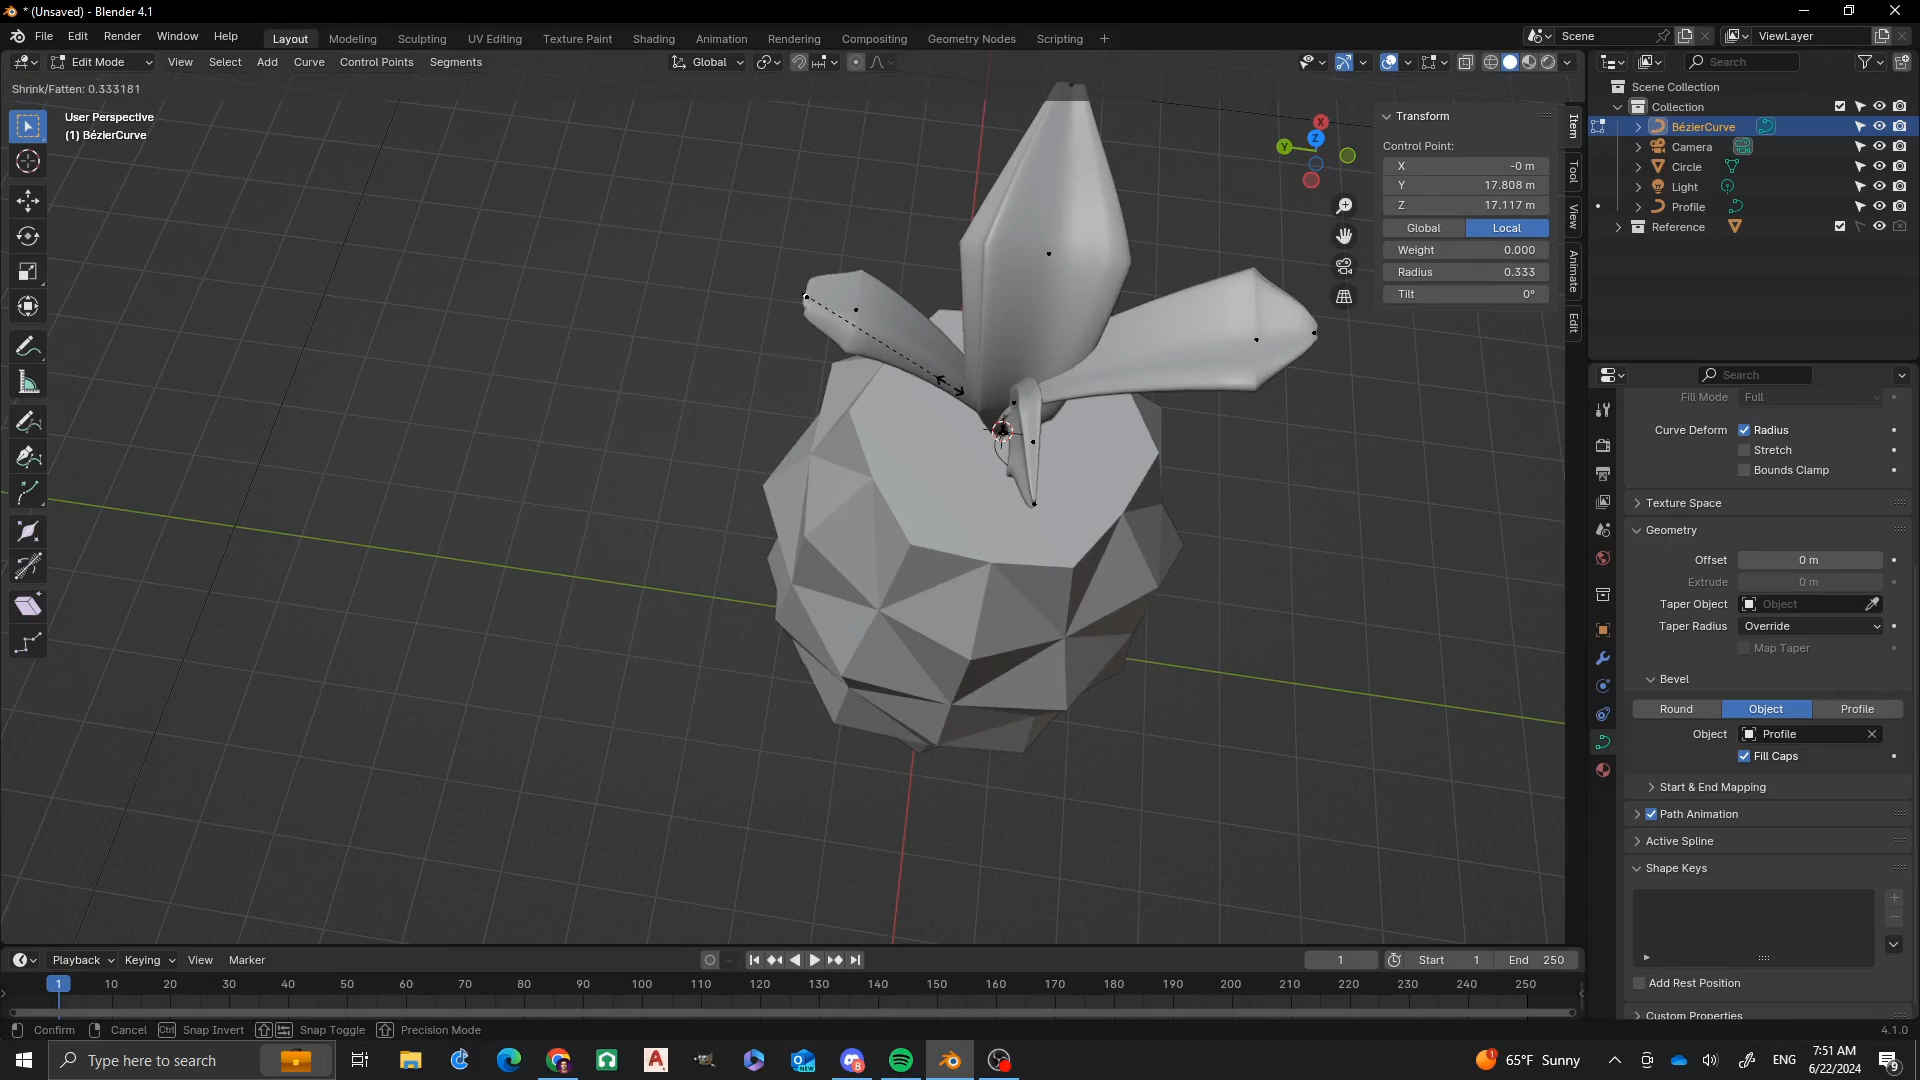 * (Unsaved) - Blender 4.1
File Edit Render Window Help
Layout Modeling Sculpting UV Editing Texture Paint Shading Animation Rendering Compositing Geometry Nodes Scripting +
Scene ViewLayer
Edit Mode View Select Add Curve Control Points Segments
Global
Search
Shrink/Fatten: 0.333181
User Perspective
(1) BézierCurve
X
Y
Z
Transform
Control Point:
X -0 m
Y 17.808 m
Z 17.117 m
Global Local
Weight 0.000
Radius 0.333
Tilt 0°
Item
Tool
View
Animate
Edit
Scene Collection
Collection
BézierCurve
Camera
Circle
Light
Profile
Reference
Search
Fill Mode Full
Curve Deform Radius
Stretch
Bounds Clamp
Texture Space
Geometry
Offset 0 m
Extrude 0 m
Taper Object Object
Taper Radius Override
Map Taper
Bevel
Round Object Profile
Object Profile
Fill Caps
Start & End Mapping
Path Animation
Active Spline
Shape Keys
Add Rest Position
Custom Properties
Playback Keying View Marker
1 Start 1 End 250
1 10 20 30 40 50 60 70 80 90 100 110 120 130 140 150 160 170 180 190 200 210 220 230 240 250
Confirm Cancel Ctrl Snap Invert Snap Toggle Precision Mode
4.1.0
Type here to search
65°F Sunny
ENG
7:51 AM
6/22/2024